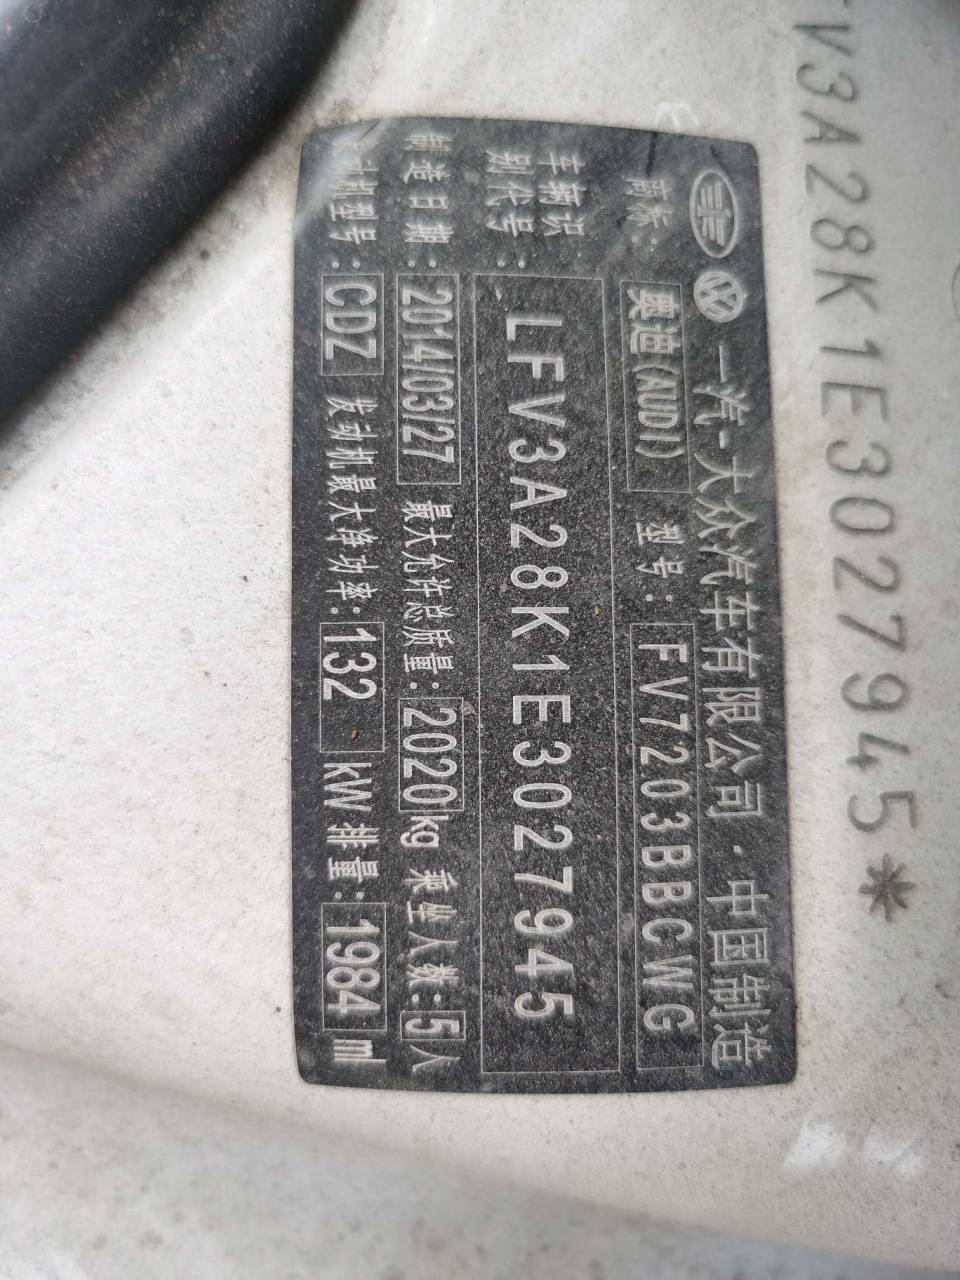 V3A28K1E3027945*
一汽-大众汽车有限公司·中国制造
商标: 奥迪(AUDI) 型号: FV7203BBCWG
车辆识别代号: LFV3A28K1E3027945
制造日期: 2014/03/27 最大允许总质量: 2020kg 乘坐人数: 5人
发动机型号: CDZ 发动机最大净功率: 132 kW 排量: 1984 ml